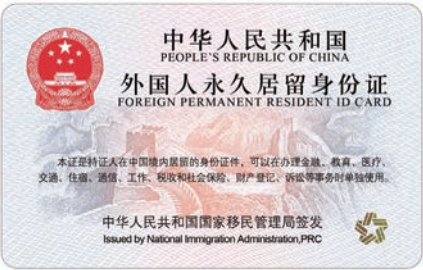 中华人民共和国
PEOPLE'S REPUBLIC OF CHINA
外国人永久居留身份证
FOREIGN PERMANENT RESIDENT ID CARD
本证是持证人在中国境内居留的身份证件，可以在办理金融、教育、医疗、
交通、住宿、通信、工作、税收和社会保险、财产登记、诉讼等事务时单独使用。
中华人民共和国国家移民管理局签发
Issued by National Immigration Administration,PRC